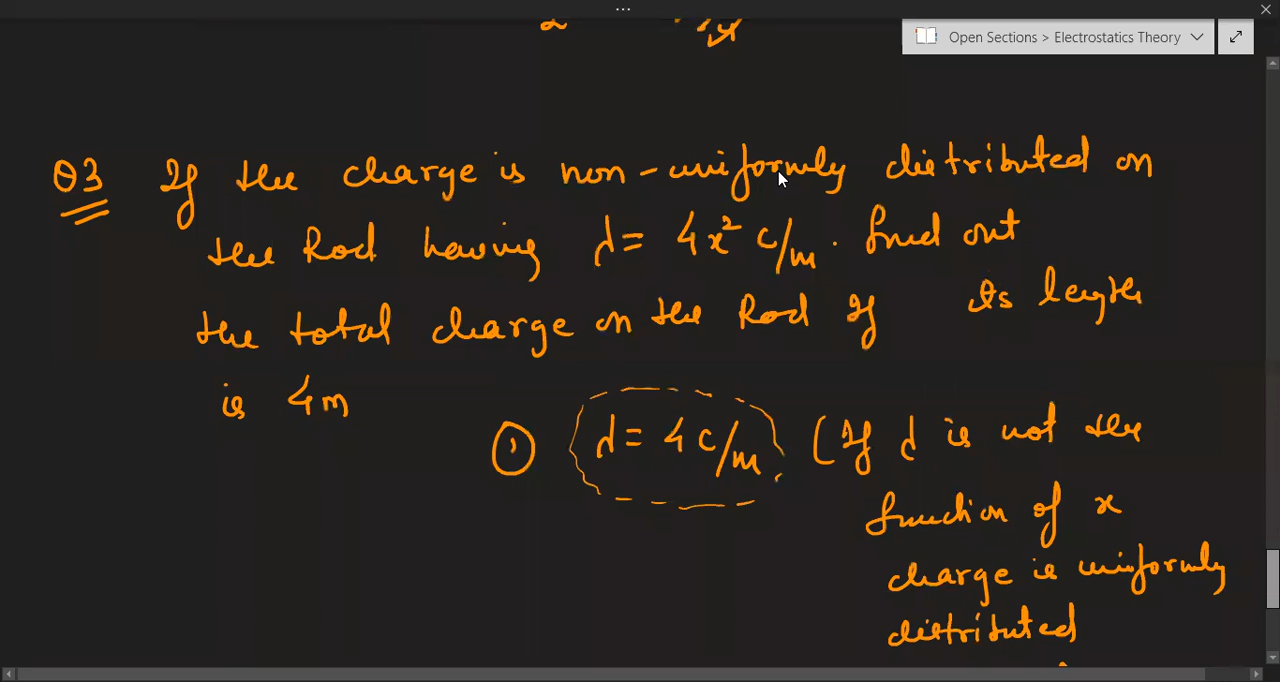 Open Sections > Electrostatics Theory
Q3 If the charge is non-uniformly distributed on
the Rod having λ = 4x² C/m. find out
the total charge on the Rod If its length
is 4m
① λ = 4 C/m. (If λ is not the
function of x
charge is uniformly
distributed